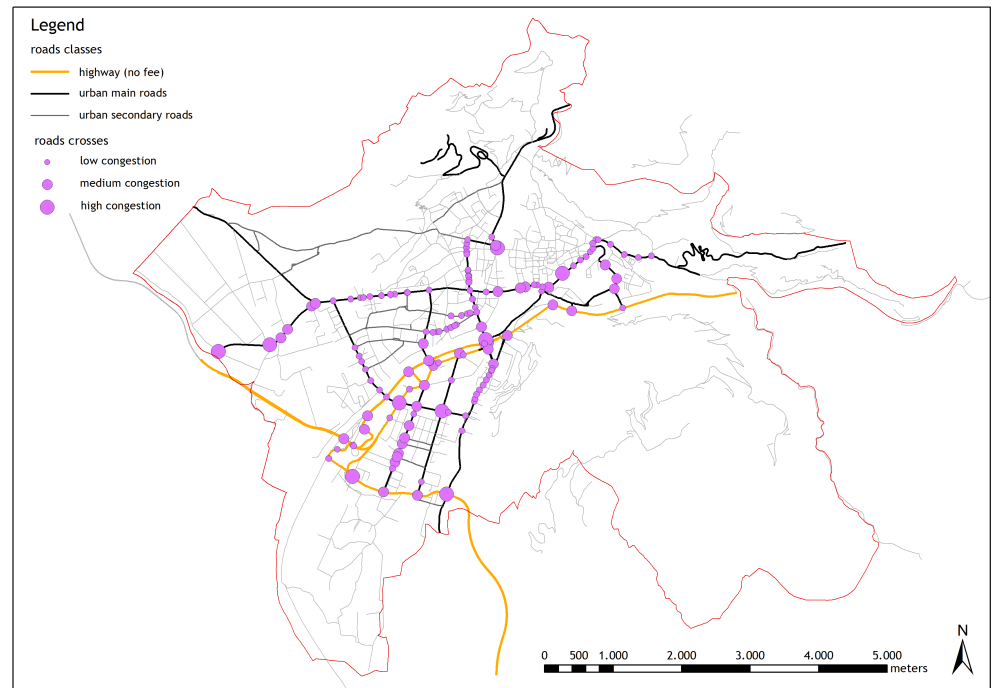 Legend
roads classes
highway (no fee)
urban main roads
urban secondary roads
roads crosses
low congestion
medium congestion
high congestion
N
0 500 1.000 2.000 3.000 4.000 5.000
meters